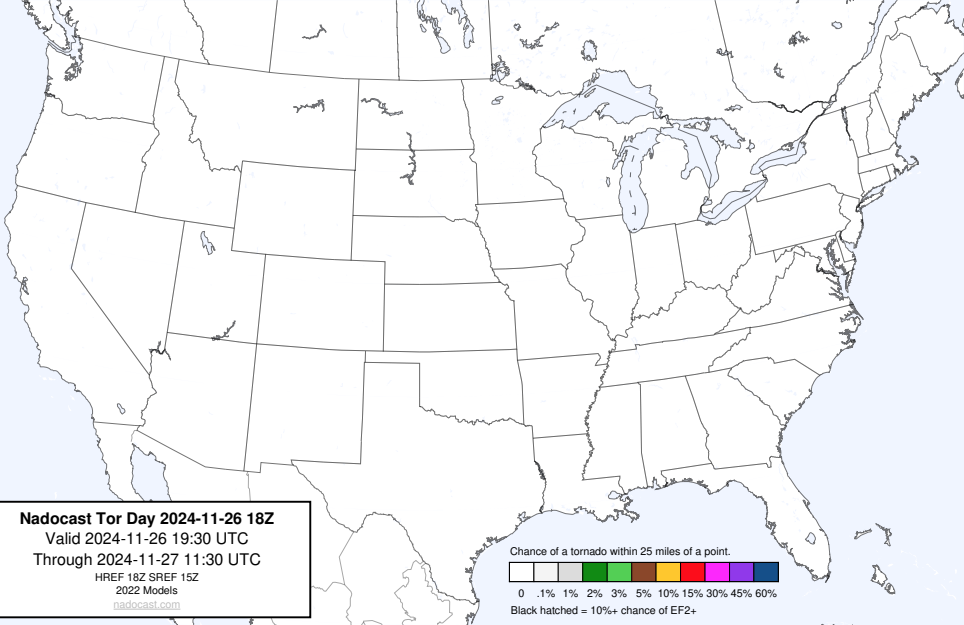 Nadocast Tor Day 2024-11-26 18Z
Valid 2024-11-26 19:30 UTC
Through 2024-11-27 11:30 UTC
HREF 18Z SREF 15Z
2022 Models
nadocast.com
Chance of a tornado within 25 miles of a point.
0 .1% 1% 2% 3% 5% 10% 15% 30% 45% 60%
Black hatched = 10%+ chance of EF2+